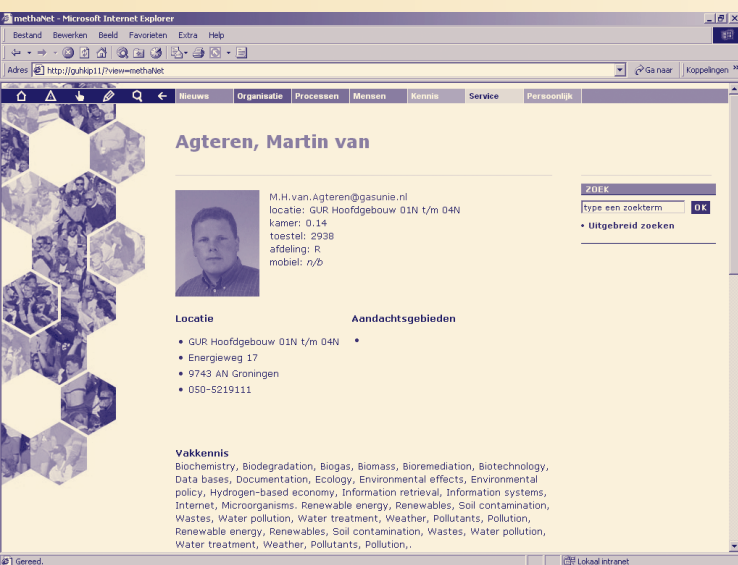 methaNet - Microsoft Internet Explorer
Bestand Bewerken Beeld Favorieten Extra Help
Adres http://guhkip11/?view=methaNet Ga naar Koppelingen »
Nieuws Organisatie Processen Mensen Kennis Service Persoonlijk
Agteren, Martin van
ZOEK
type een zoekterm OK
• Uitgebreid zoeken
M.H.van.Agteren@gasunie.nl
locatie: GUR Hoofdgebouw 01N t/m 04N
kamer: 0.14
toestel: 2938
afdeling: R
mobiel: n/b
Locatie Aandachtsgebieden
• GUR Hoofdgebouw 01N t/m 04N •
• Energieweg 17
• 9743 AN Groningen
• 050-5219111
Vakkennis
Biochemistry, Biodegradation, Biogas, Biomass, Bioremediation, Biotechnology,
Data bases, Documentation, Ecology, Environmental effects, Environmental
policy, Hydrogen-based economy, Information retrieval, Information systems,
Internet, Microorganisms. Renewable energy, Renewables, Soil contamination,
Wastes, Water pollution, Water treatment, Weather, Pollutants, Pollution,
Renewable energy, Renewables, Soil contamination, Wastes, Water pollution,
Water treatment, Weather, Pollutants, Pollution,.
Gereed. Lokaal intranet